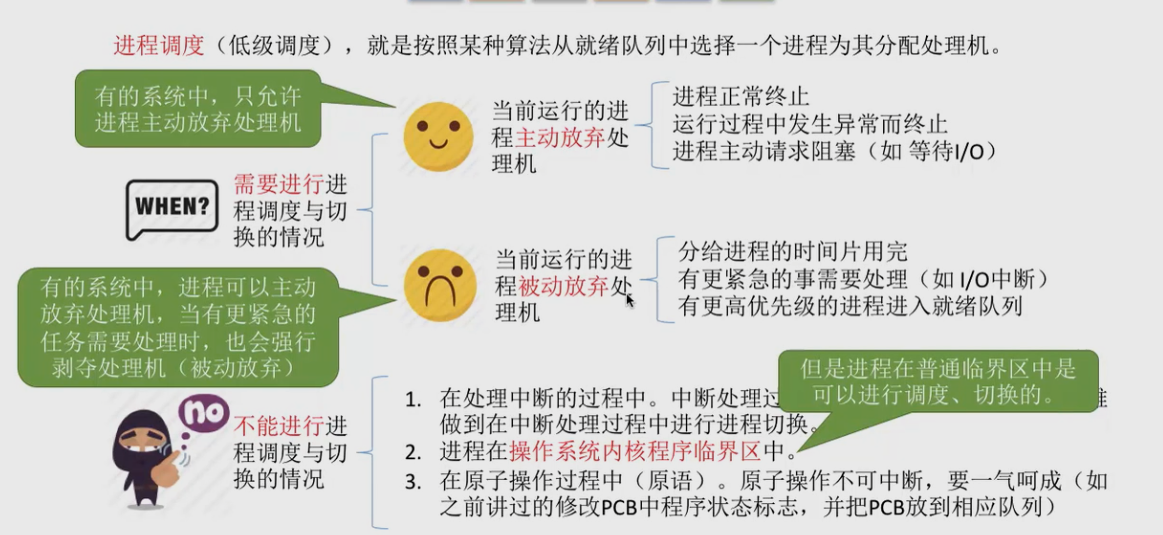 进程调度（低级调度），就是按照某种算法从就绪队列中选择一个进程为其分配处理机。
有的系统中，只允许
进程主动放弃处理机
当前运行的进
程主动放弃处
理机
进程正常终止
运行过程中发生异常而终止
进程主动请求阻塞（如 等待I/O）
WHEN?
需要进行进
程调度与切
换的情况
有的系统中，进程可以主动
放弃处理机，当有更紧急的
任务需要处理时，也会强行
剥夺处理机（被动放弃）
当前运行的进
程被动放弃处
理机
分给进程的时间片用完
有更紧急的事需要处理（如 I/O中断）
有更高优先级的进程进入就绪队列
no
不能进行进
程调度与切
换的情况
但是进程在普通临界区中是
可以进行调度、切换的。
1. 在处理中断的过程中。中断处理过
做到在中断处理过程中进行进程切换。
2. 进程在操作系统内核程序临界区中。
3. 在原子操作过程中（原语）。原子操作不可中断，要一气呵成（如
之前讲过的修改PCB中程序状态标志，并把PCB放到相应队列）